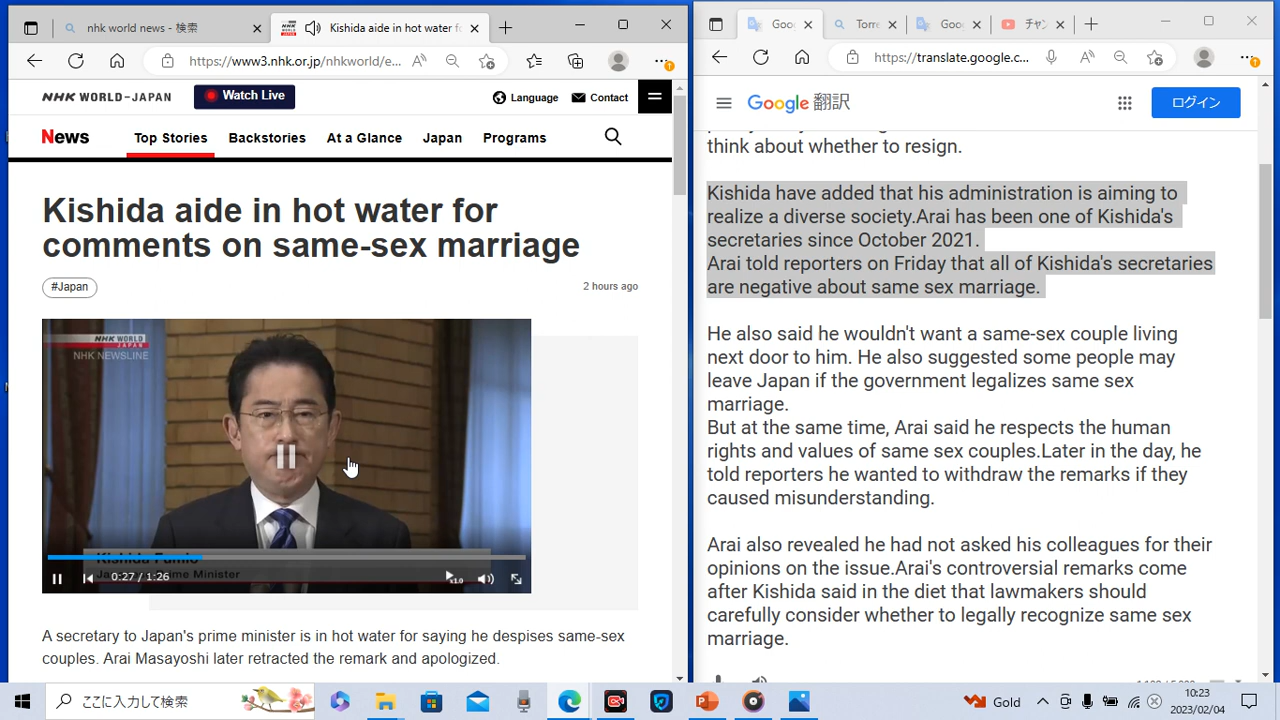 nhk world news - 検索
Kishida aide in hot water fo
https://www3.nhk.or.jp/nhkworld/e...
NHK WORLD-JAPAN
Watch Live
Language
Contact
News
Top Stories
Backstories
At a Glance
Japan
Programs
Kishida aide in hot water for
comments on same-sex marriage
#Japan
2 hours ago
NHK WORLD
JAPAN
NHK NEWSLINE
Kishida Fumio
Minister
0:27 / 1:26
x1.0
A secretary to Japan's prime minister is in hot water for saying he despises same-sex
couples. Arai Masayoshi later retracted the remark and apologized.
Goo
Torre
Goo
チャン
https://translate.google.c...
Google 翻訳
ログイン
think about whether to resign.
Kishida have added that his administration is aiming to
realize a diverse society.Arai has been one of Kishida's
secretaries since October 2021.
Arai told reporters on Friday that all of Kishida's secretaries
are negative about same sex marriage.
He also said he wouldn't want a same-sex couple living
next door to him. He also suggested some people may
leave Japan if the government legalizes same sex
marriage.
But at the same time, Arai said he respects the human
rights and values of same sex couples.Later in the day, he
told reporters he wanted to withdraw the remarks if they
caused misunderstanding.
Arai also revealed he had not asked his colleagues for their
opinions on the issue.Arai's controversial remarks come
after Kishida said in the diet that lawmakers should
carefully consider whether to legally recognize same sex
marriage.
ここに入力して検索
Gold
10:23
2023/02/04